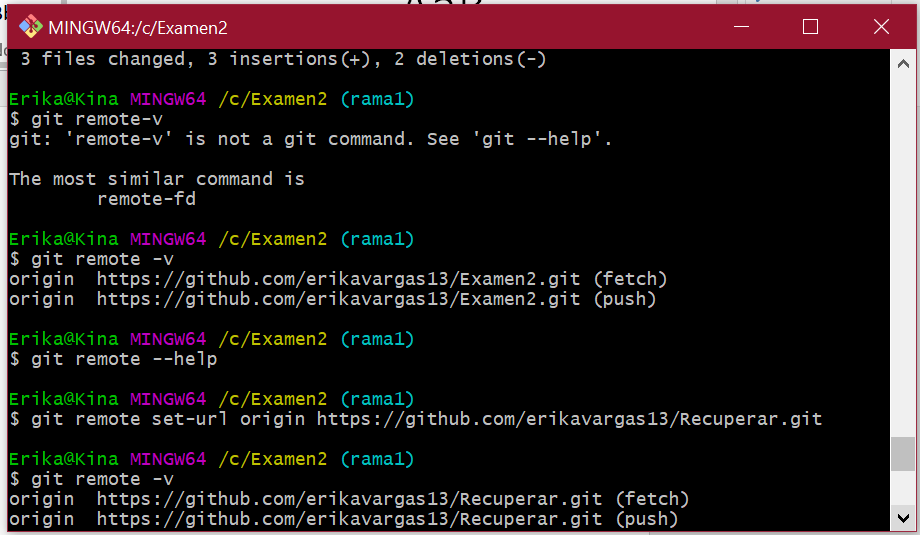 MINGW64:/c/Examen2
3 files changed, 3 insertions(+), 2 deletions(-)
Erika@Kina MINGW64 /c/Examen2 (rama1)
$ git remote-v
git: 'remote-v' is not a git command. See 'git --help'.
The most similar command is
remote-fd
Erika@Kina MINGW64 /c/Examen2 (rama1)
$ git remote -v
origin  https://github.com/erikavargas13/Examen2.git (fetch)
origin  https://github.com/erikavargas13/Examen2.git (push)
Erika@Kina MINGW64 /c/Examen2 (rama1)
$ git remote --help
Erika@Kina MINGW64 /c/Examen2 (rama1)
$ git remote set-url origin https://github.com/erikavargas13/Recuperar.git
Erika@Kina MINGW64 /c/Examen2 (rama1)
$ git remote -v
origin  https://github.com/erikavargas13/Recuperar.git (fetch)
origin  https://github.com/erikavargas13/Recuperar.git (push)